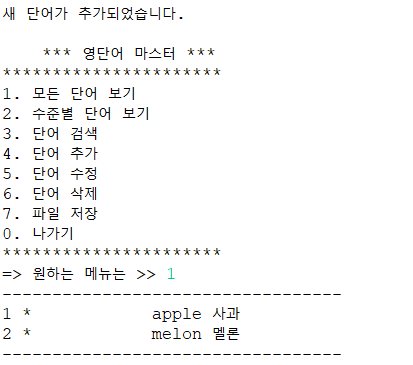 새 단어가 추가되었습니다.
*** 영단어 마스터 ***
**********************
1. 모든 단어 보기
2. 수준별 단어 보기
3. 단어 검색
4. 단어 추가
5. 단어 수정
6. 단어 삭제
7. 파일 저장
0. 나가기
**********************
=> 원하는 메뉴는 >> 1
----------------------------------
1 * apple 사과
2 * melon 멜론
----------------------------------